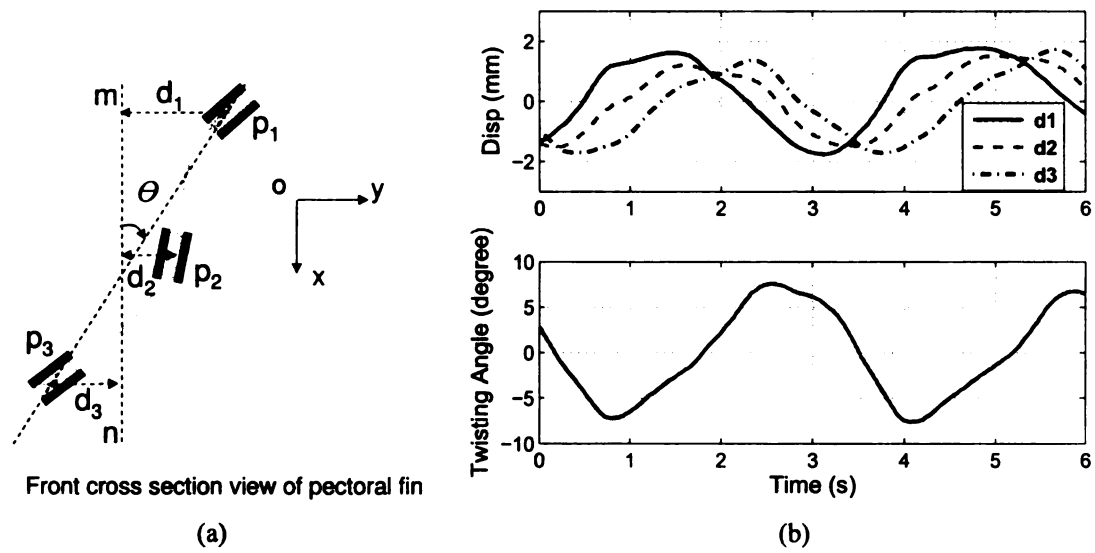 m
d1
p1
θ
o
y
x
d2
p2
p3
d3
n
Front cross section view of pectoral fin
(a)
Disp (mm)
2
0
−2
d1
d2
d3
0 1 2 3 4 5 6
Twisting Angle (degree)
10
5
0
−5
−10
0 1 2 3 4 5 6
Time (s)
(b)